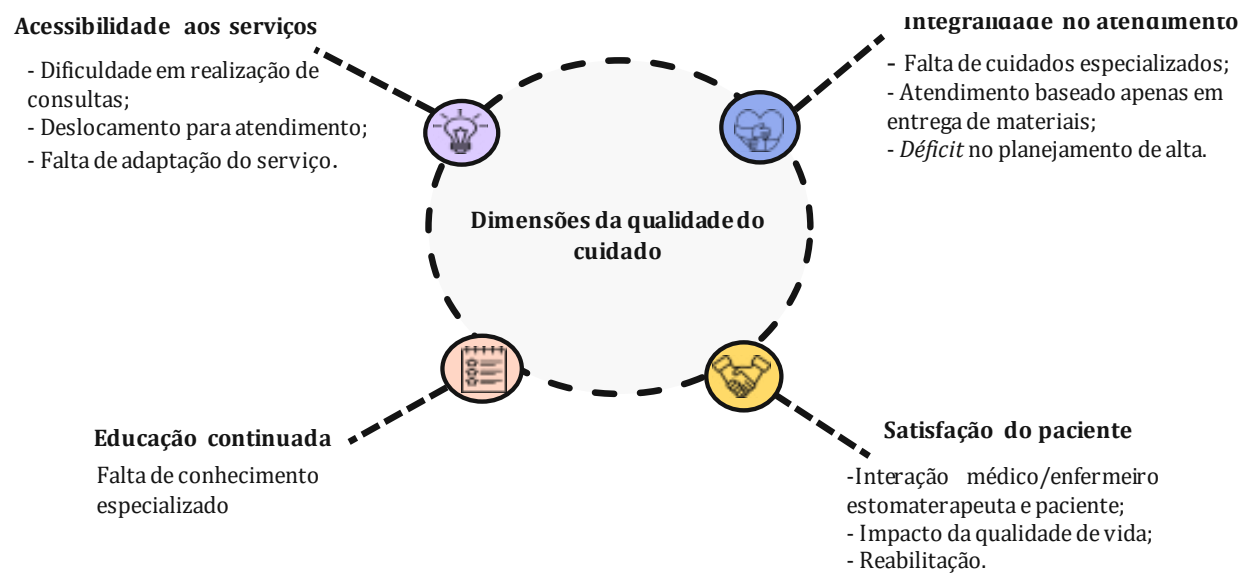 Acessibilidade aos serviços
- Dificuldade em realização de
consultas;
- Deslocamento para atendimento;
- Falta de adaptação do serviço.
Integralidade no atendimento
- Falta de cuidados especializados;
- Atendimento baseado apenas em
entrega de materiais;
- Déficit no planejamento de alta.
Dimensões da qualidade do
cuidado
Educação continuada
Falta de conhecimento
especializado
Satisfação do paciente
-Interação médico/enfermeiro
estomaterapeuta e paciente;
- Impacto da qualidade de vida;
- Reabilitação.